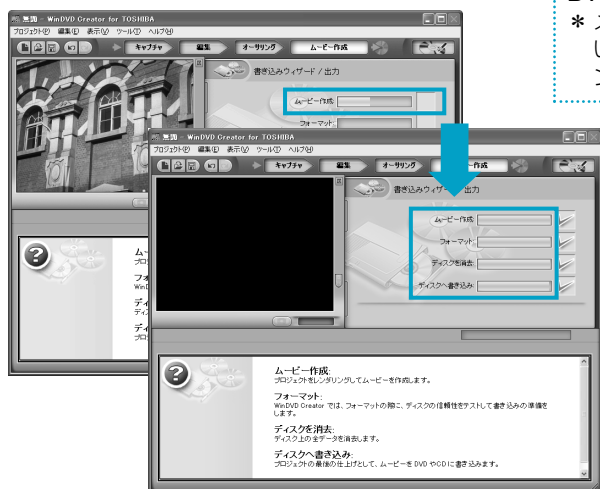 無題 - WinDVD Creator for TOSHIBA
プロジェクト(P) 編集(E) 表示(V) ツール(T) ヘルプ(H)
キャプチャ 編集 オーサリング ムービー作成
書き込みウィザード / 出力
ムービー作成:
フォーマット:
* 
無題 - WinDVD Creator for TOSHIBA
プロジェクト(P) 編集(E) 表示(V) ツール(T) ヘルプ(H)
キャプチャ 編集 オーサリング
書き込みウィザ
出力
ムービー作成:
フォーマット:
ディスクを消去:
ディスクへ書き込み:
ムービー作成:
プロジェクトをレンダリングしてムービーを作成します。
フォーマット:
WinDVD Creator では、フォーマットの際に、ディスクの信頼性をテストして書き込みの準備を
します。
ディスクを消去:
ディスク上の全データを消去します。
ディスクへ書き込み:
プロジェクトの最後の仕上げとして、ムービーを DVD やCD に書き込みます。